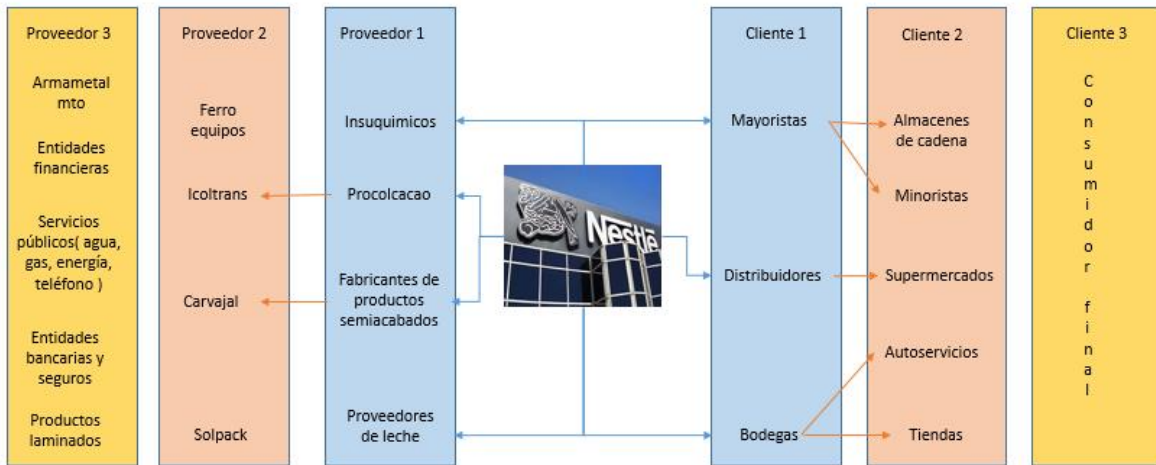 Proveedor 3
Armametal
mto
Entidades
financieras
Servicios
públicos( agua,
gas, energía,
teléfono )
Entidades
bancarias y
seguros
Productos
laminados
Proveedor 2
Ferro
equipos
Icoltrans
Carvajal
Solpack
Proveedor 1
Insuquimicos
Procolcacao
Fabricantes de
productos
semiacabados
Proveedores
de leche
Nestlé
Cliente 1
Mayoristas
Distribuidores
Bodegas
Cliente 2
Almacenes
de cadena
Minoristas
Supermercados
Autoservicios
Tiendas
Cliente 3
Consumidor final